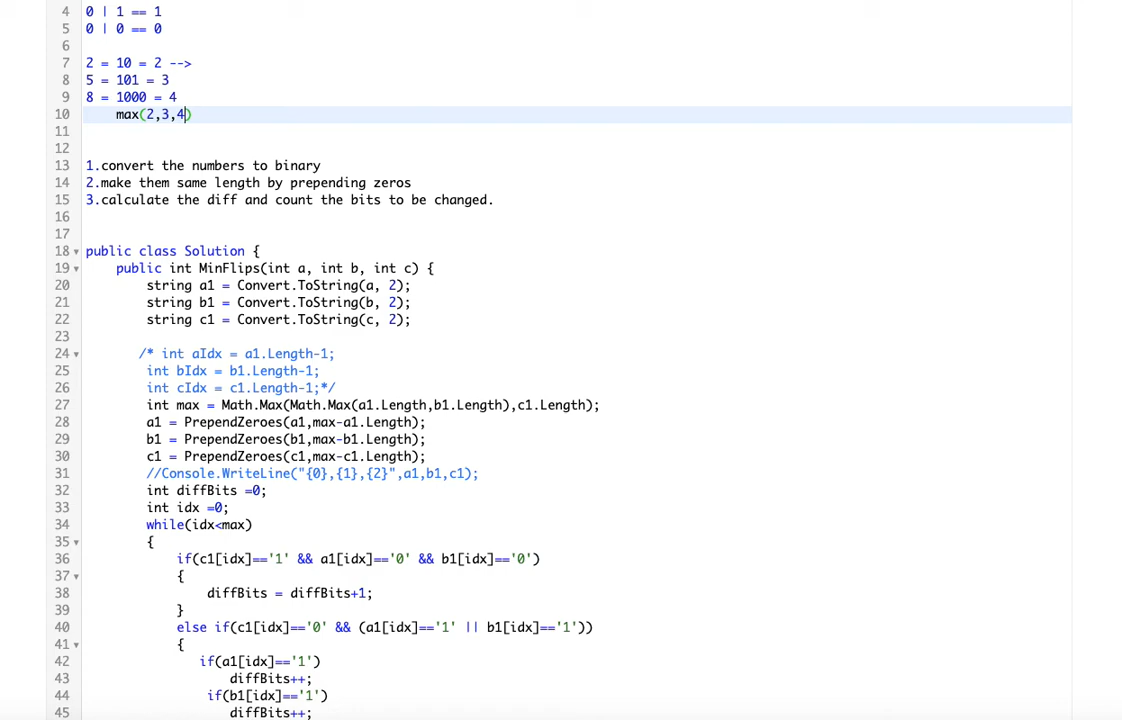 4 0 | 1 == 1
5 0 | 0 == 0
6
7 2 = 10 = 2 -->
8 5 = 101 = 3
9 8 = 1000 = 4
10     max(2,3,4)
11
12
13 1.convert the numbers to binary
14 2.make them same length by prepending zeros
15 3.calculate the diff and count the bits to be changed.
16
17
18 public class Solution {
19     public int MinFlips(int a, int b, int c) {
20         string a1 = Convert.ToString(a, 2);
21         string b1 = Convert.ToString(b, 2);
22         string c1 = Convert.ToString(c, 2);
23
24        /* int aIdx = a1.Length-1;
25         int bIdx = b1.Length-1;
26         int cIdx = c1.Length-1;*/
27         int max = Math.Max(Math.Max(a1.Length,b1.Length),c1.Length);
28         a1 = PrependZeroes(a1,max-a1.Length);
29         b1 = PrependZeroes(b1,max-b1.Length);
30         c1 = PrependZeroes(c1,max-c1.Length);
31         //Console.WriteLine("{0},{1},{2}",a1,b1,c1);
32         int diffBits =0;
33         int idx =0;
34         while(idx<max)
35         {
36             if(c1[idx]=='1' && a1[idx]=='0' && b1[idx]=='0')
37             {
38                 diffBits = diffBits+1;
39             }
40             else if(c1[idx]=='0' && (a1[idx]=='1' || b1[idx]=='1'))
41             {
42                if(a1[idx]=='1')
43                    diffBits++;
44                 if(b1[idx]=='1')
45                    diffBits++;